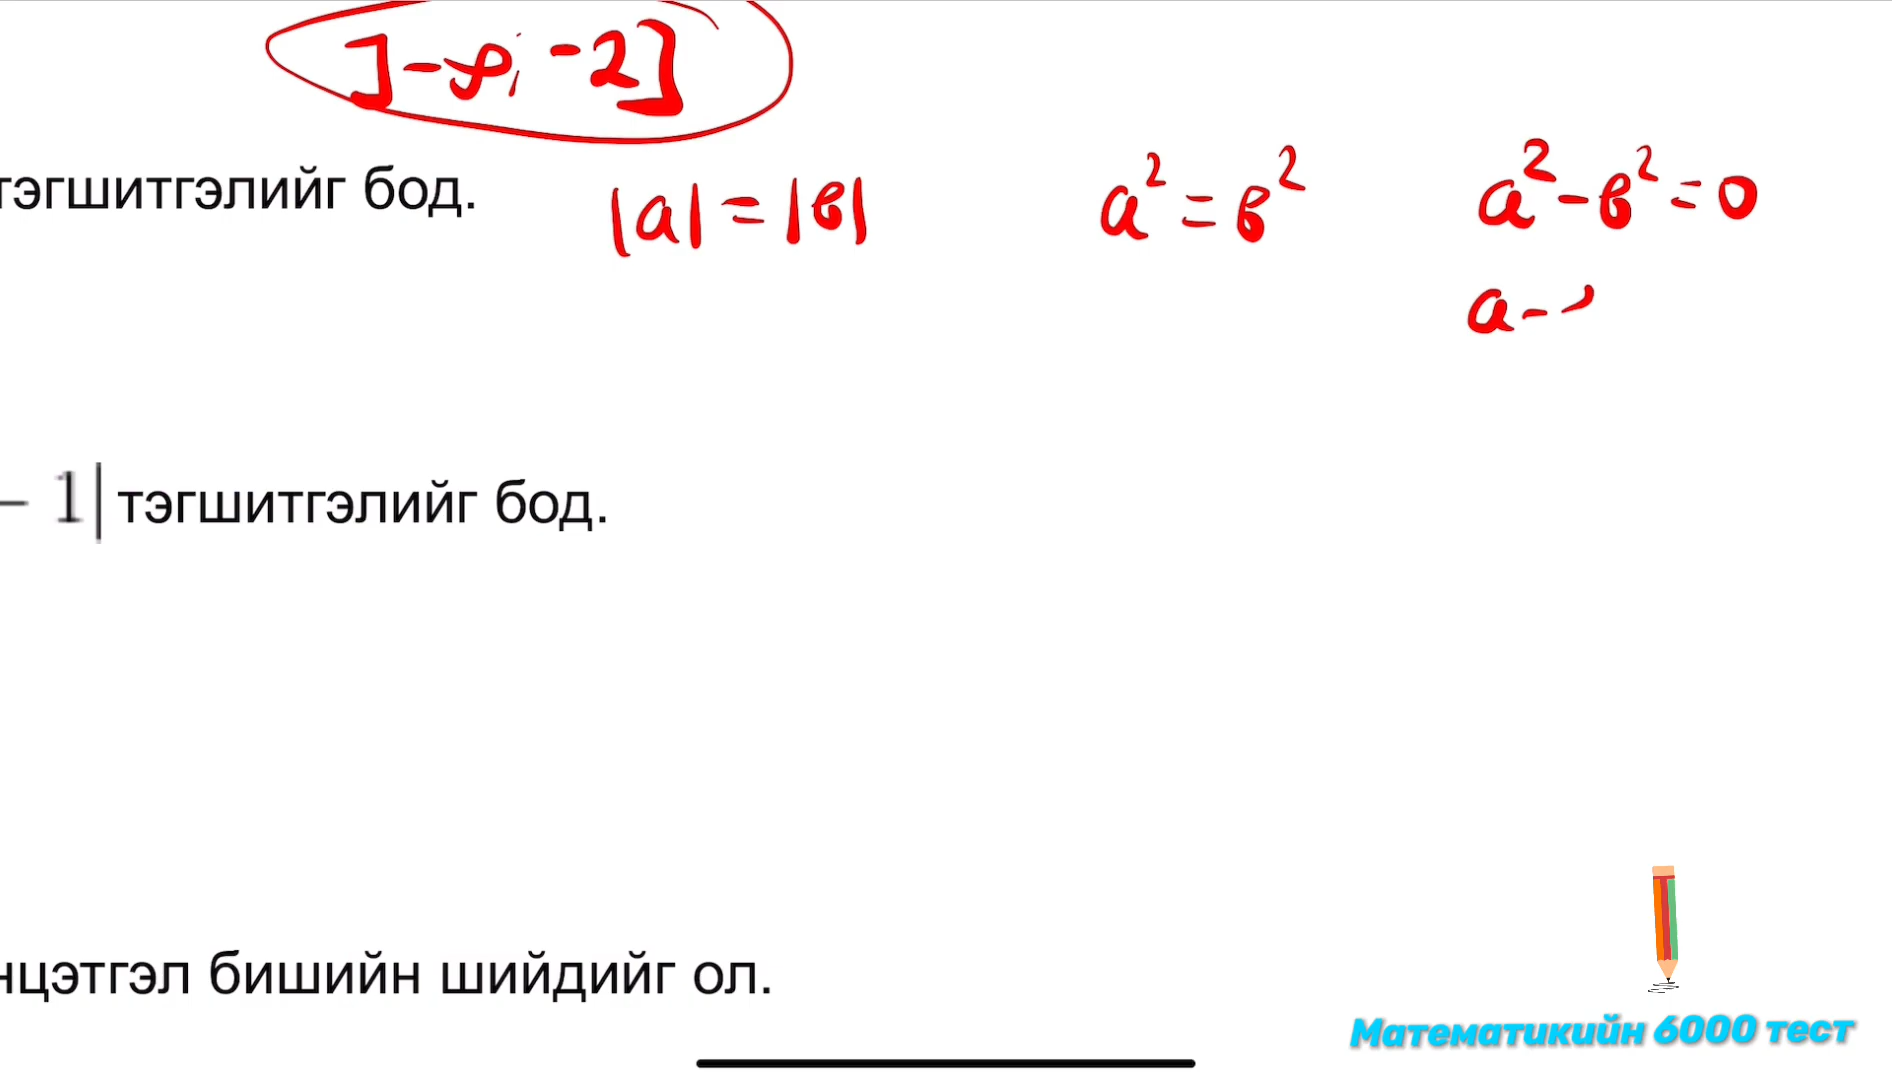 ]-∞; -2]
тэгшитгэлийг бод. |a| = |в| a² = в² a² - в² = 0
a -
- 1| тэгшитгэлийг бод.
нцэтгэл бишийн шийдийг ол.
Математикийн 6000 тест